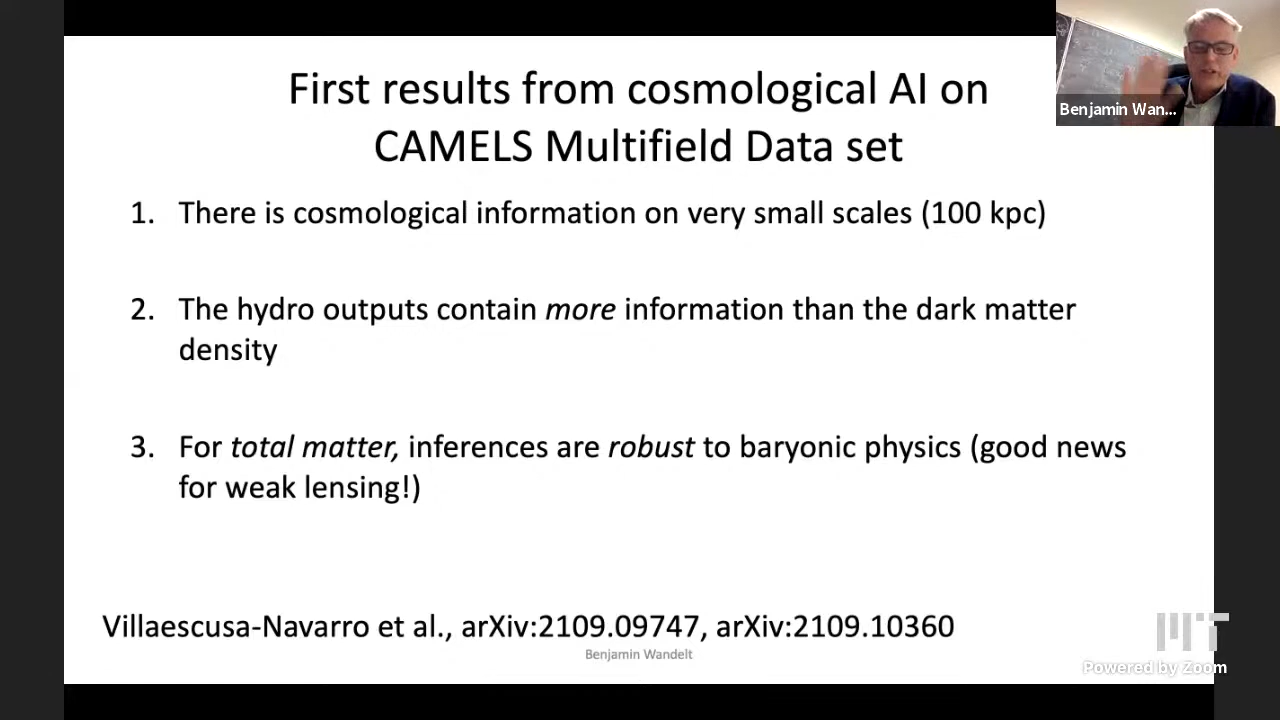 First results from cosmological AI on
CAMELS Multifield Data set
Benjamin Wan...
1. There is cosmological information on very small scales (100 kpc)
2. The hydro outputs contain more information than the dark matter
density
3. For total matter, inferences are robust to baryonic physics (good news
for weak lensing!)
Villaescusa-Navarro et al., arXiv:2109.09747, arXiv:2109.10360
Benjamin Wandelt
MIT
Powered by Zoom